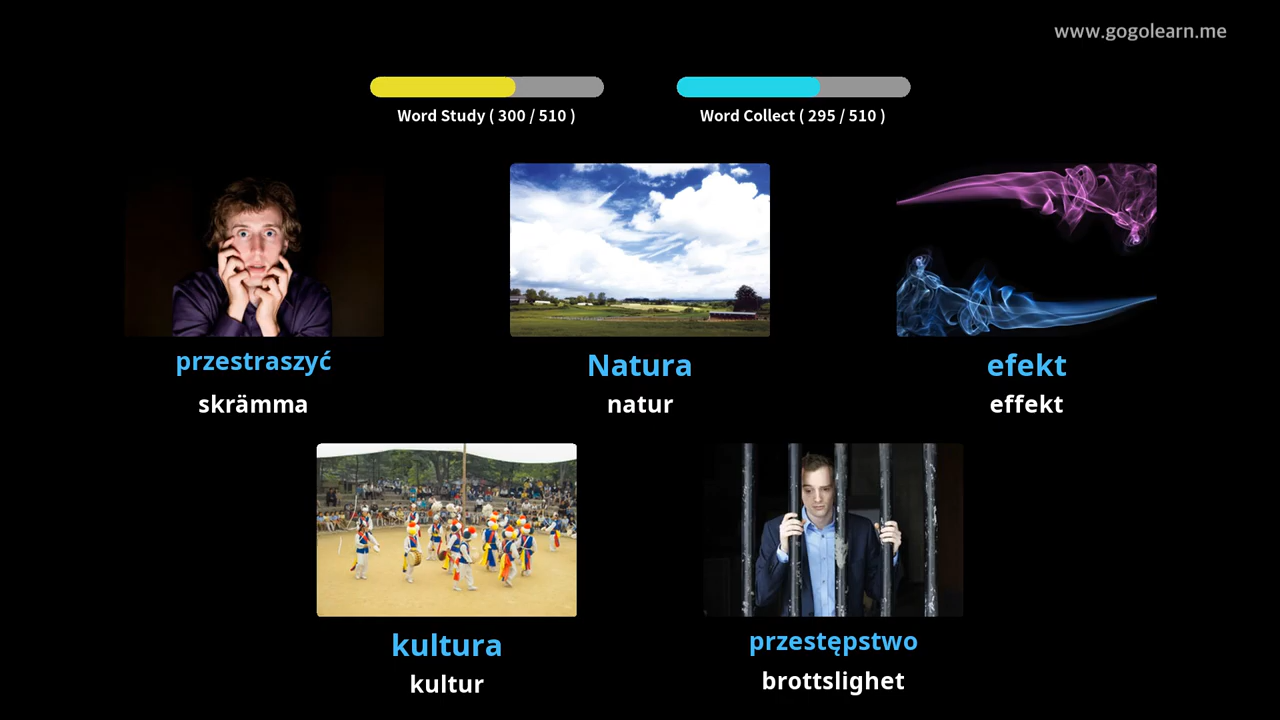 www.gogolearn.me
Word Study ( 300 / 510 )
Word Collect ( 295 / 510 )
przestraszyć
skrämma
Natura
natur
efekt
effekt
kultura
kultur
przestępstwo
brottslighet